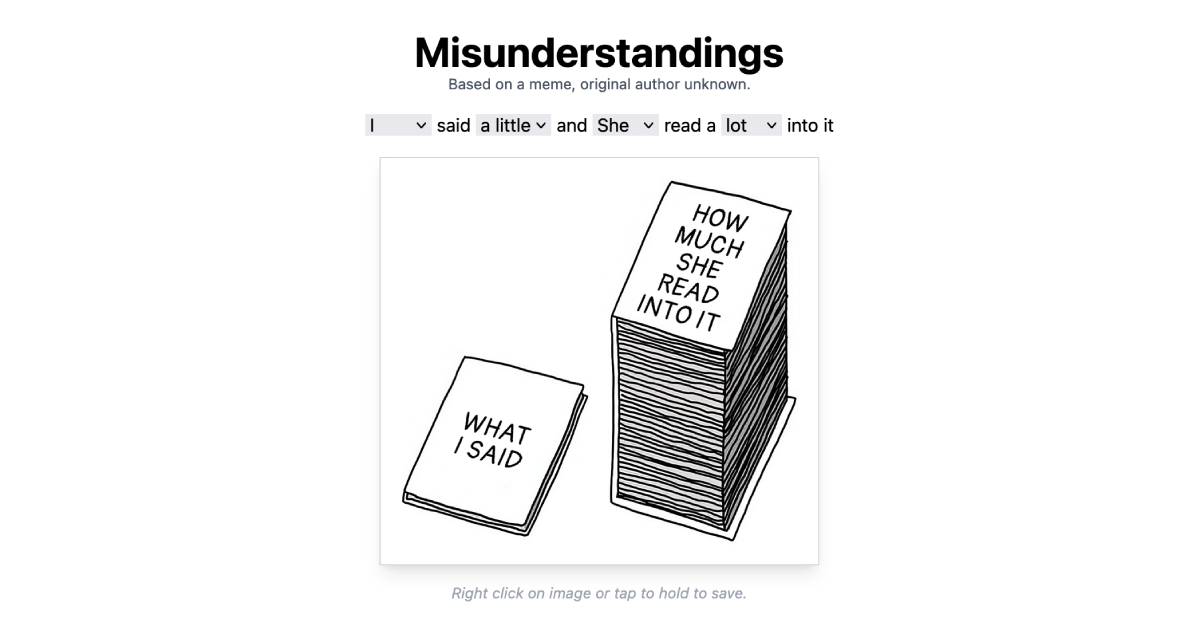 Misunderstandings
Based on a meme, original author unknown.
I said a little and She read a lot into it
HOW
MUCH
SHE
READ
INTO IT
WHAT
I SAID
Right click on image or tap to hold to save.